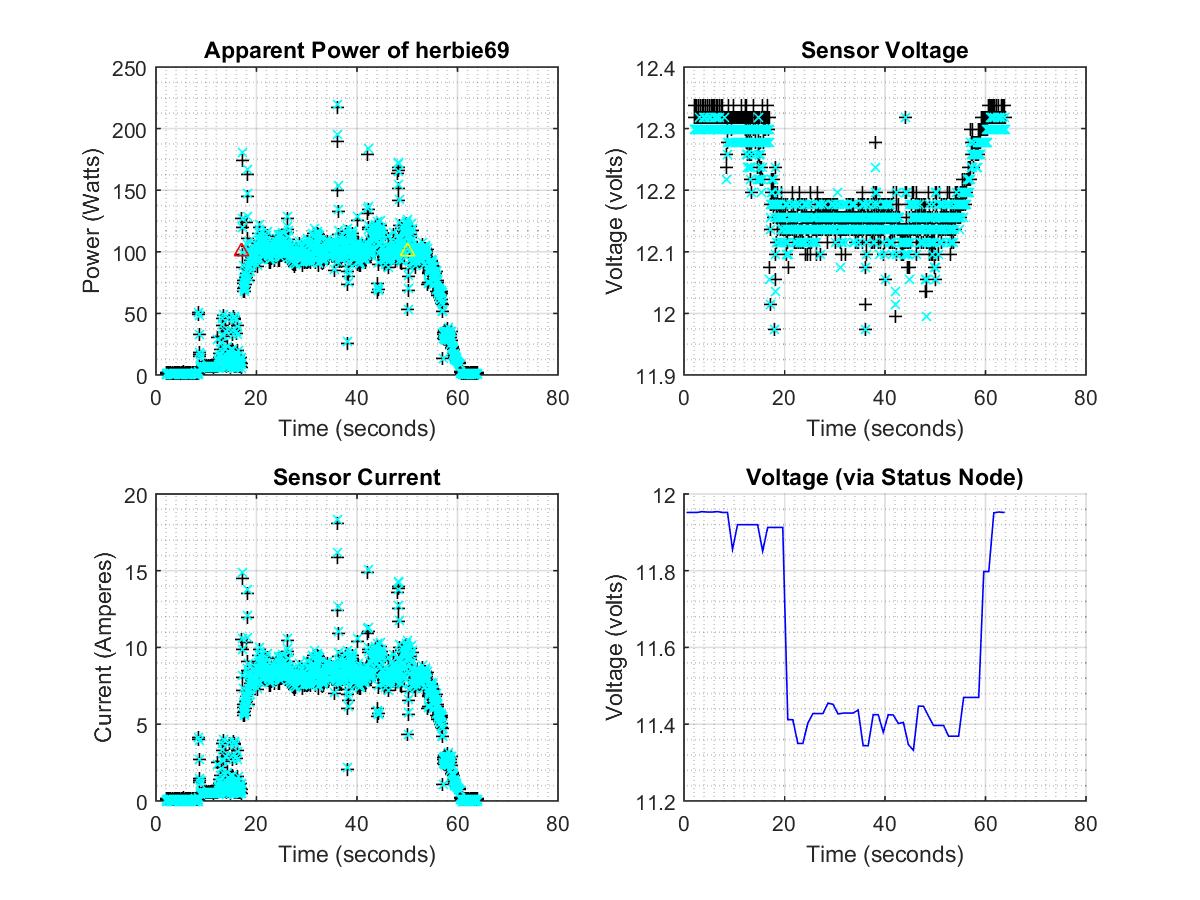 Apparent Power of herbie69
250
200
150
100
50
0
Power (Watts)
0 20 40 60 80
Time (seconds)
Sensor Voltage
12.4
12.3
12.2
12.1
12
11.9
Voltage (volts)
0 20 40 60 80
Time (seconds)
Sensor Current
20
15
10
5
0
Current (Amperes)
0 20 40 60 80
Time (seconds)
Voltage (via Status Node)
12
11.8
11.6
11.4
11.2
Voltage (volts)
0 20 40 60 80
Time (seconds)